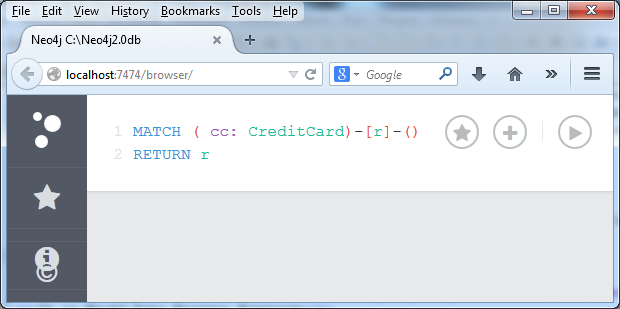 File Edit View History Bookmarks Tools Help
Neo4j C:\Neo4j2.0db
localhost:7474/browser/
8 Google
1 MATCH ( cc: CreditCard)-[r]-()
2 RETURN r